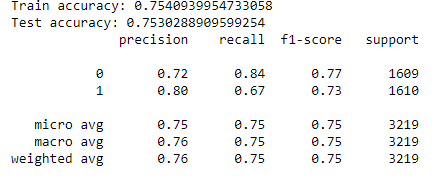 Train accuracy: 0.7540939954733058
Test accuracy: 0.7530288909599254
precision recall f1-score support
0 0.72 0.84 0.77 1609
1 0.80 0.67 0.73 1610
micro avg 0.75 0.75 0.75 3219
macro avg 0.76 0.75 0.75 3219
weighted avg 0.76 0.75 0.75 3219